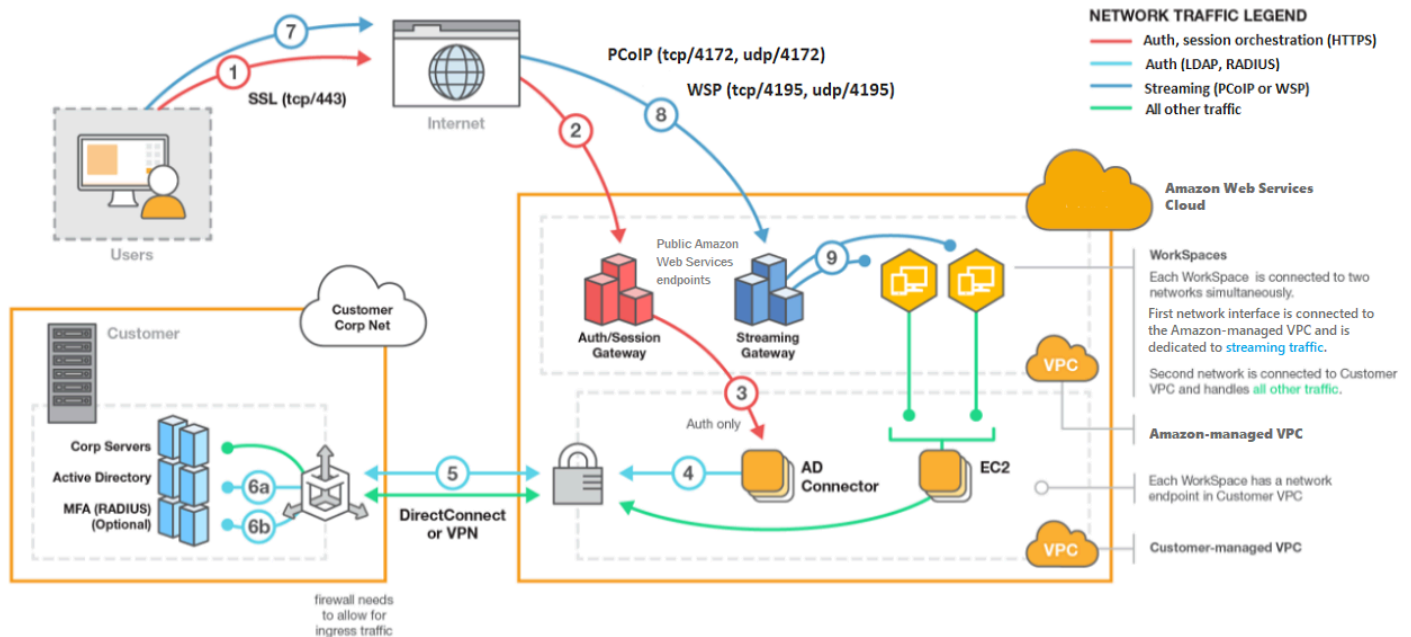 NETWORK TRAFFIC LEGEND
Auth, session orchestration (HTTPS)
Auth (LDAP, RADIUS)
Streaming (PCoIP or WSP)
All other traffic
7
1
SSL (tcp/443)
Internet
PCoIP (tcp/4172, udp/4172)
WSP (tcp/4195, udp/4195)
2
8
Users
Amazon Web Services
Cloud
Public Amazon
Web Services
endpoints
9
Auth/Session
Gateway
Streaming
Gateway
WorkSpaces
Each WorkSpace is connected to two
networks simultaneously.
First network interface is connected to
the Amazon-managed VPC and is
dedicated to streaming traffic.
Second network is connected to Customer
VPC and handles all other traffic.
VPC
Amazon-managed VPC
Customer
Corp Net
Customer
Corp Servers
Active Directory
MFA (RADIUS)
(Optional)
6a
6b
5
DirectConnect
or VPN
3
Auth only
4
AD
Connector
EC2
Each WorkSpace has a network
endpoint in Customer VPC
VPC
Customer-managed VPC
firewall needs
to allow for
ingress traffic